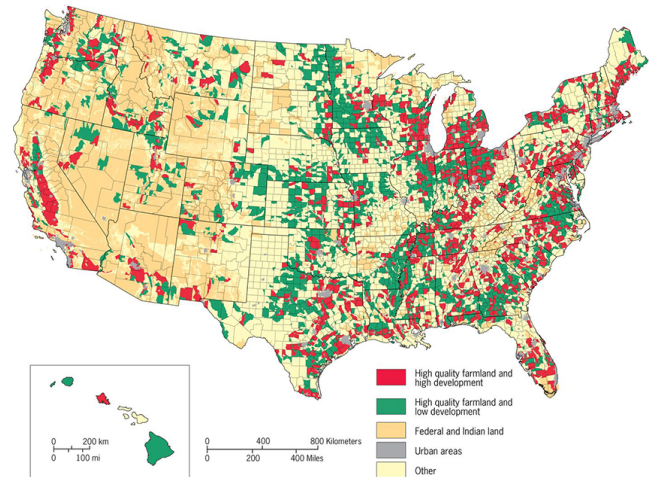 High quality farmland and
high development
High quality farmland and
low development
Federal and Indian land
Urban areas
Other
0 200 km
0 100 mi
0 400 800 Kilometers
0 200 400 Miles